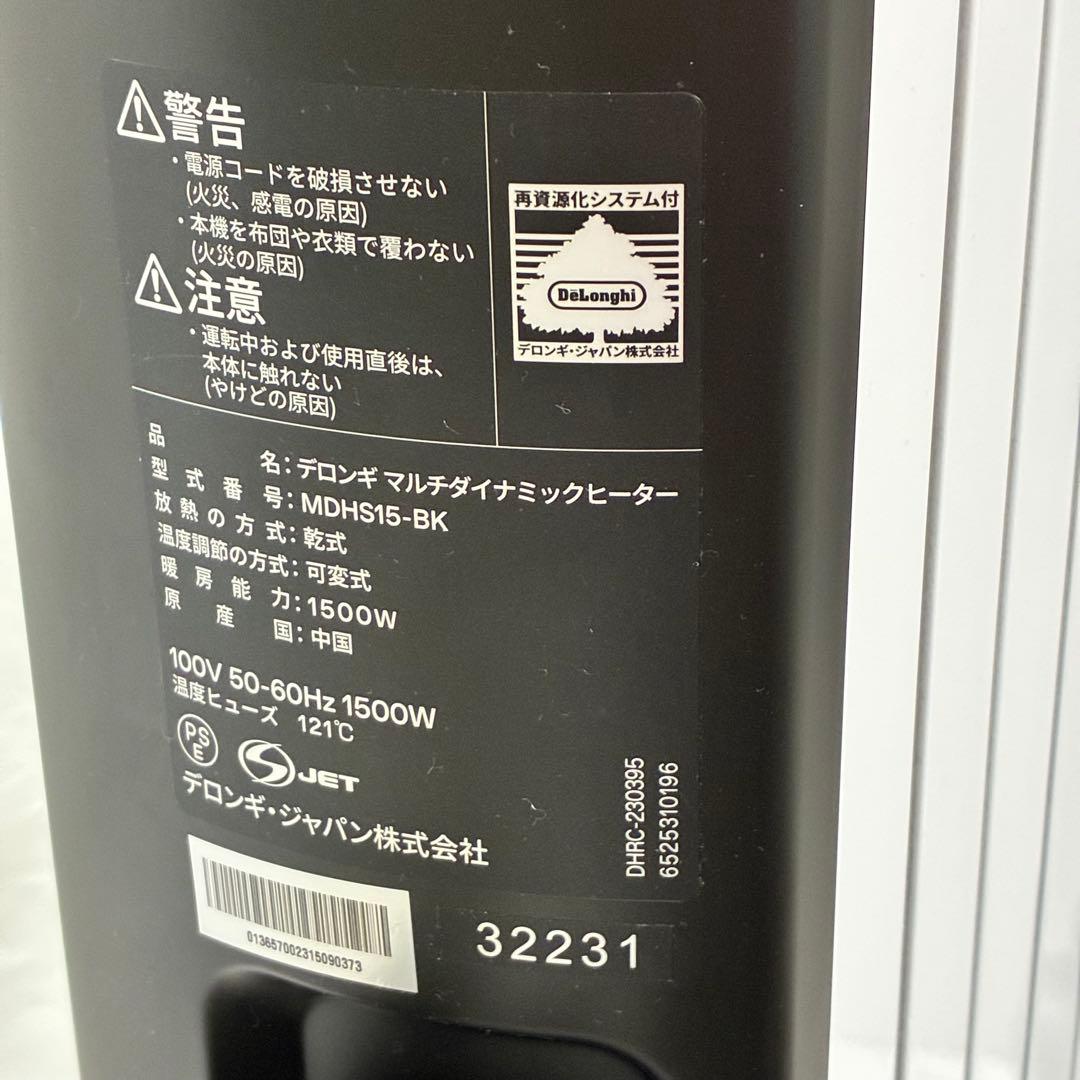 警告
・電源コードを破損させない
(火災、感電の原因)
・本機を布団や衣類で覆わない
(火災の原因)
注意
・運転中および使用直後は、
本体に触れない
(やけどの原因)
再資源化システム付
DeLonghi
デロンギ・ジャパン株式会社
品名:デロンギ マルチダイナミックヒーター
型式番号:MDHS15-BK
放熱の方式:乾式
温度調節の方式:可変式
暖房能力:1500W
原産国:中国
100V 50-60Hz 1500W
温度ヒューズ 121℃
PSE
S JET
デロンギ・ジャパン株式会社
DHRC-230395
6525310196
013657002315090373
32231